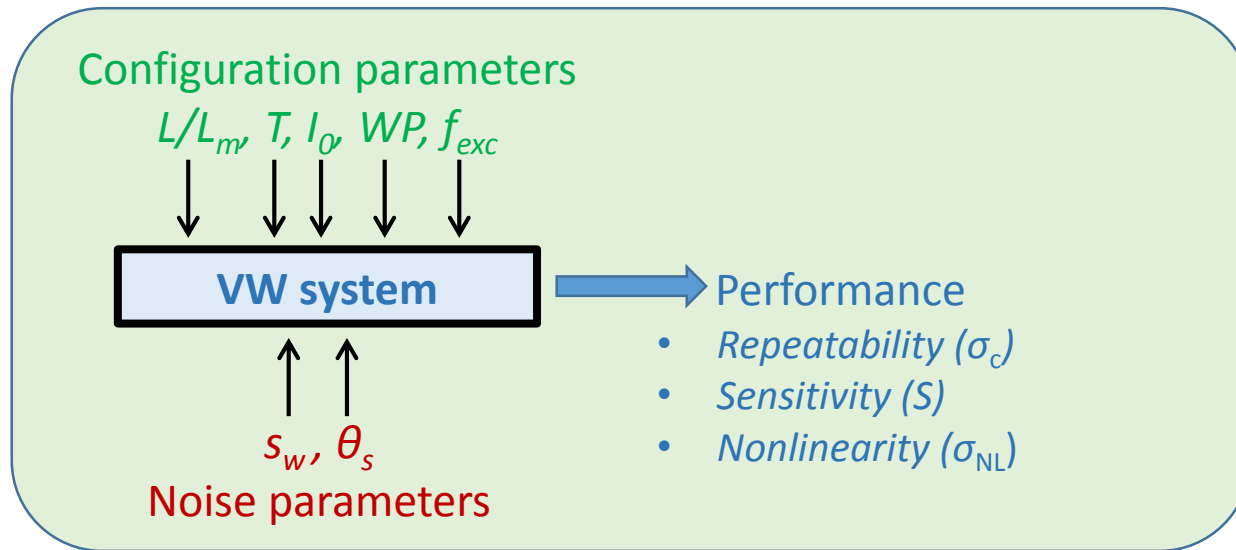 Configuration parameters
L/Lm, T, I0, WP, fexc
VW system
Performance
• Repeatability (σc)
• Sensitivity (S)
• Nonlinearity (σNL)
sw, θs
Noise parameters